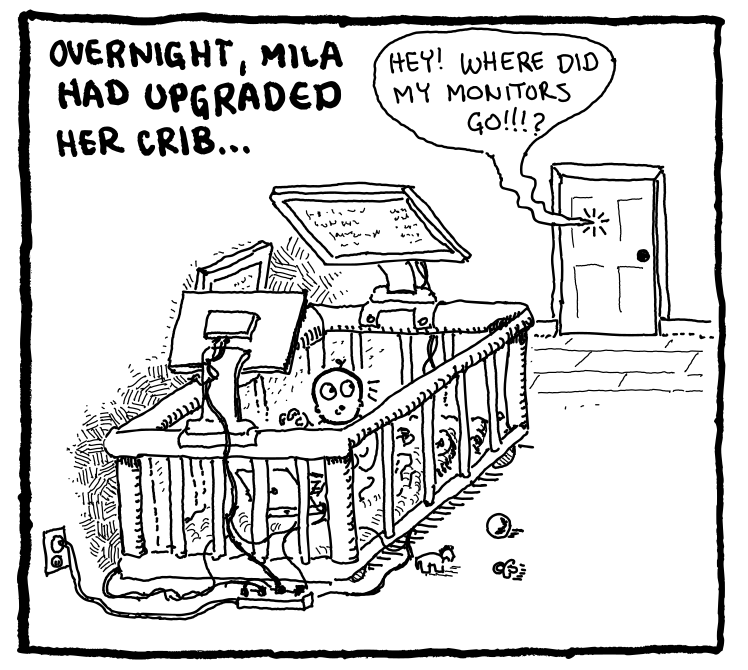 OVERNIGHT, MILA
HAD UPGRADED
HER CRIB...
HEY! WHERE DID
MY MONITORS
GO!!!?